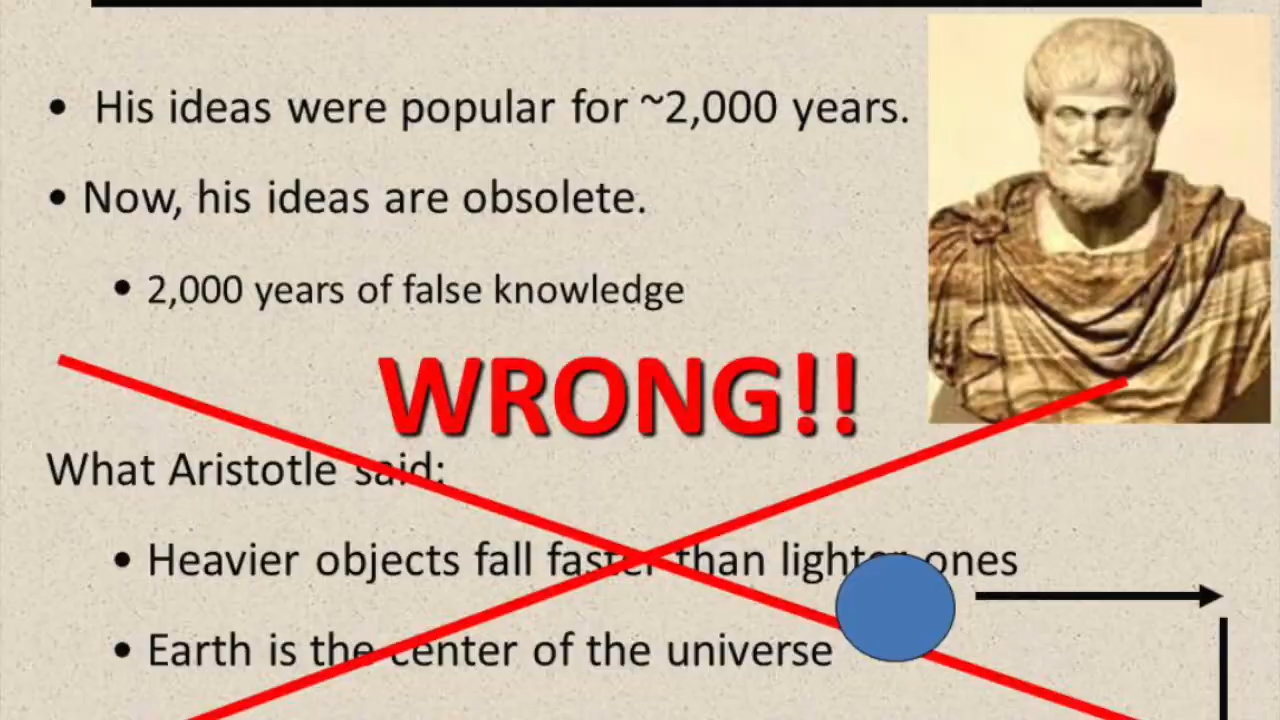 • His ideas were popular for ~2,000 years.
• Now, his ideas are obsolete.
• 2,000 years of false knowledge
WRONG!!
What Aristotle said:
• Heavier objects fall faster than lighter ones
• Earth is the center of the universe